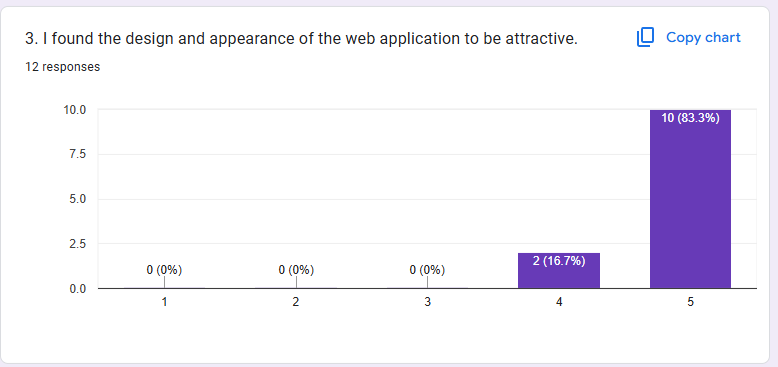 3. I found the design and appearance of the web application to be attractive.
Copy chart
12 responses
10.0
7.5
5.0
2.5
0.0
0 (0%)
0 (0%)
0 (0%)
2 (16.7%)
10 (83.3%)
1 2 3 4 5